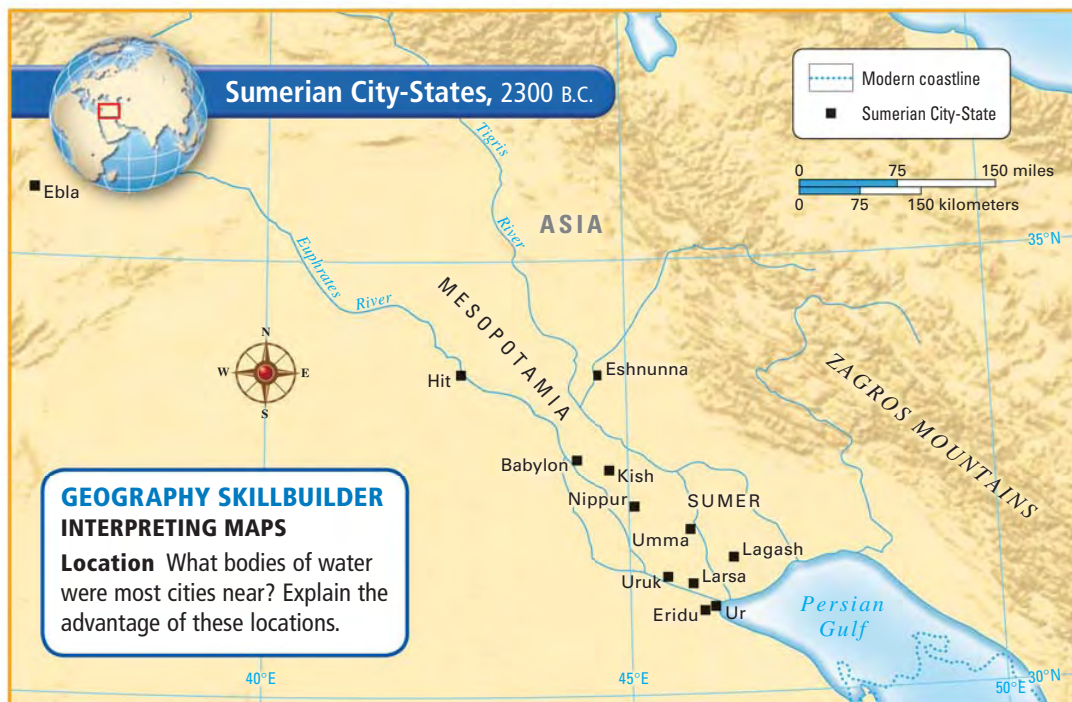 Sumerian City-States, 2300 B.C.
Modern coastline
Sumerian City-State
0 75 150 miles
0 75 150 kilometers
Ebla
Tigris
River
ASIA
35°N
Euphrates
River
MESOPOTAMIA
N
W E
S
Hit
Eshnunna
ZAGROS MOUNTAINS
Babylon
Kish
Nippur
SUMER
Umma
Lagash
Uruk
Larsa
Eridu
Ur
Persian
Gulf
GEOGRAPHY SKILLBUILDER
INTERPRETING MAPS
Location What bodies of water
were most cities near? Explain the
advantage of these locations.
40°E
45°E
50°E
30°N